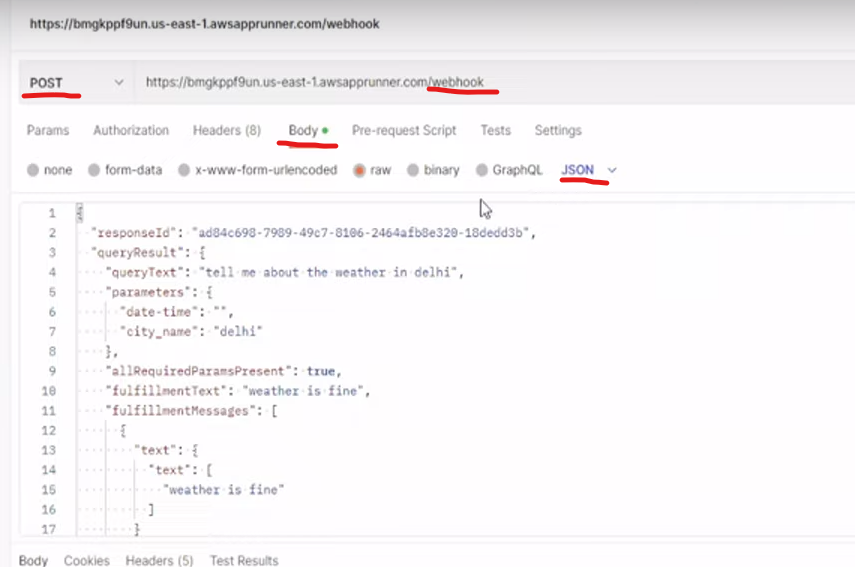 https://bmgkppf9un.us-east-1.awsapprunner.com/webhook
POST https://bmgkppf9un.us-east-1.awsapprunner.com/webhook
Params Authorization Headers (8) Body Pre-request Script Tests Settings
none form-data x-www-form-urlencoded raw binary GraphQL JSON
1 {
2 "responseId": "ad84c698-7989-49c7-8106-2464afb8e320-18dedd3b",
3 "queryResult": {
4 "queryText": "tell me about the weather in delhi",
5 "parameters": {
6 "date-time": "",
7 "city_name": "delhi"
8 },
9 "allRequiredParamsPresent": true,
10 "fulfillmentText": "weather is fine",
11 "fulfillmentMessages": [
12 {
13 "text": {
14 "text": [
15 "weather is fine"
16 ]
17 }
Body Cookies Headers (5) Test Results